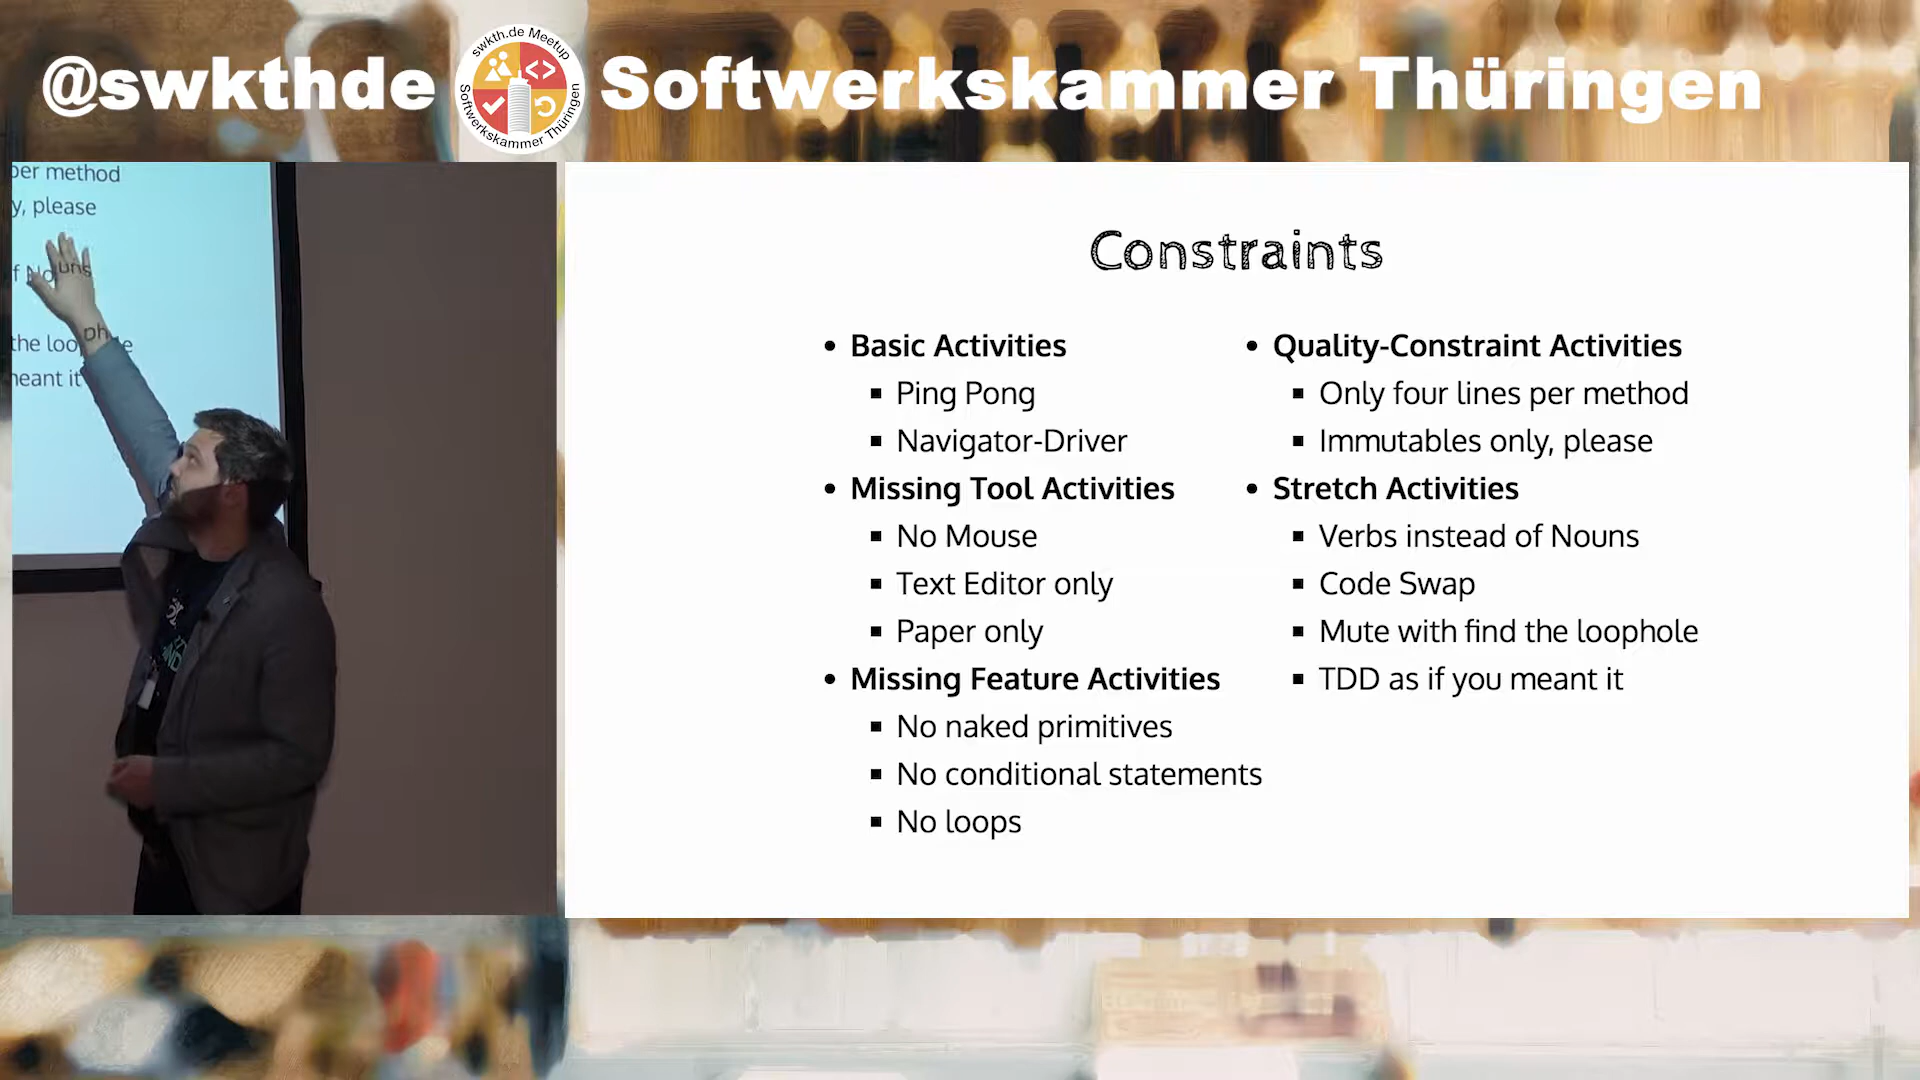 @swkthde
swkth.de Meetup
Softwerkskammer Thüringen
Softwerkskammer Thüringen
per method
y, please
f Nouns
the loophole
meant it
Constraints
• Basic Activities
▪ Ping Pong
▪ Navigator-Driver
• Missing Tool Activities
▪ No Mouse
▪ Text Editor only
▪ Paper only
• Missing Feature Activities
▪ No naked primitives
▪ No conditional statements
▪ No loops
• Quality-Constraint Activities
▪ Only four lines per method
▪ Immutables only, please
• Stretch Activities
▪ Verbs instead of Nouns
▪ Code Swap
▪ Mute with find the loophole
▪ TDD as if you meant it